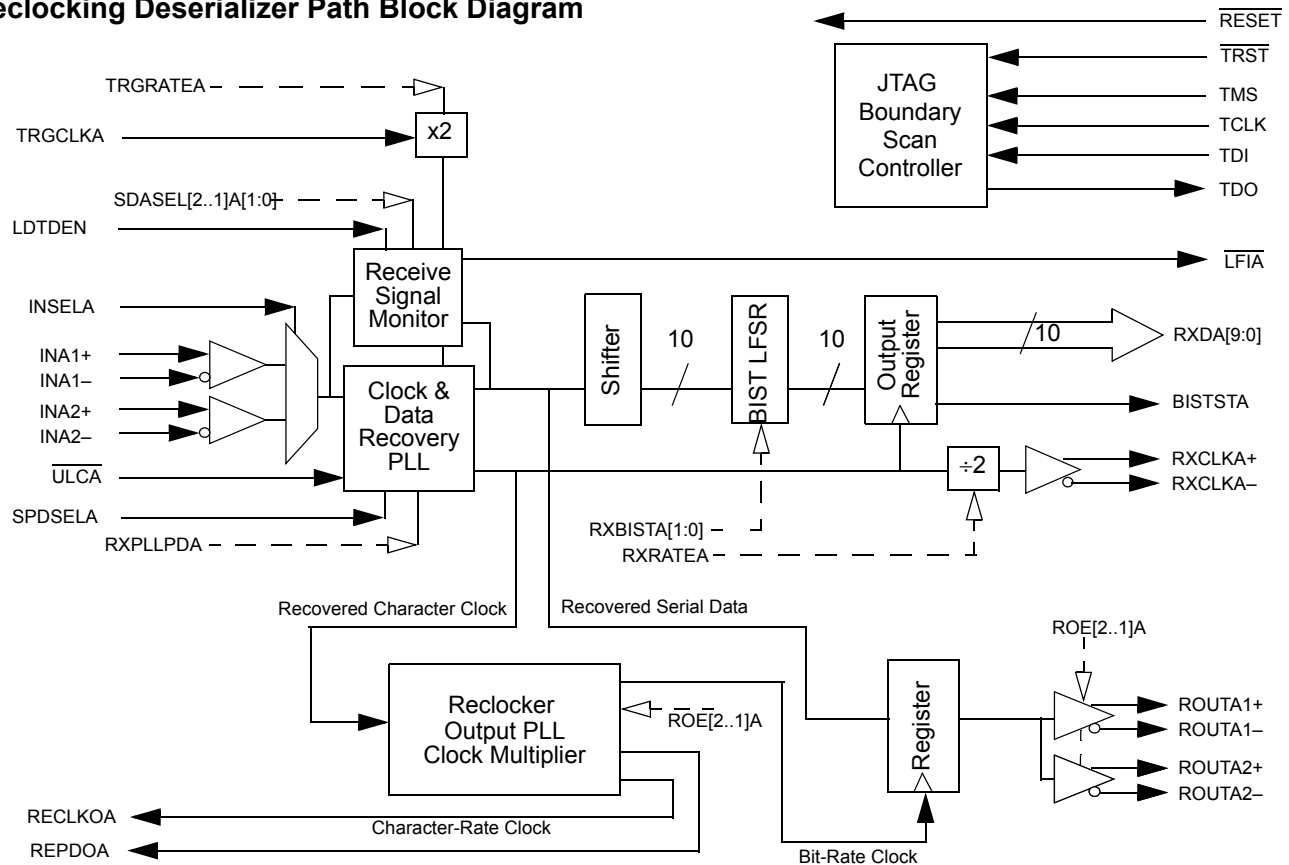 eclocking Deserializer Path Block Diagram
RESET
TRST
TMS
TCLK
TDI
TDO
JTAG
Boundary
Scan
Controller
TRGRATEA
TRGCLKA
x2
SDASEL[2..1]A[1:0]
LDTDEN
LFIA
Receive
Signal
Monitor
INSELA
INA1+
INA1–
INA2+
INA2–
ULCA
SPDSELA
RXPLLPDA
Clock &
Data
Recovery
PLL
Shifter
10
BIST LFSR
10
Output
Register
10
RXDA[9:0]
BISTSTA
÷2
RXCLKA+
RXCLKA–
RXBISTA[1:0]
RXRATEA
Recovered Character Clock
Recovered Serial Data
ROE[2..1]A
Reclocker
Output PLL
Clock Multiplier
ROE[2..1]A
Register
ROUTA1+
ROUTA1–
ROUTA2+
ROUTA2–
RECLKOA
Character-Rate Clock
REPDOA
Bit-Rate Clock